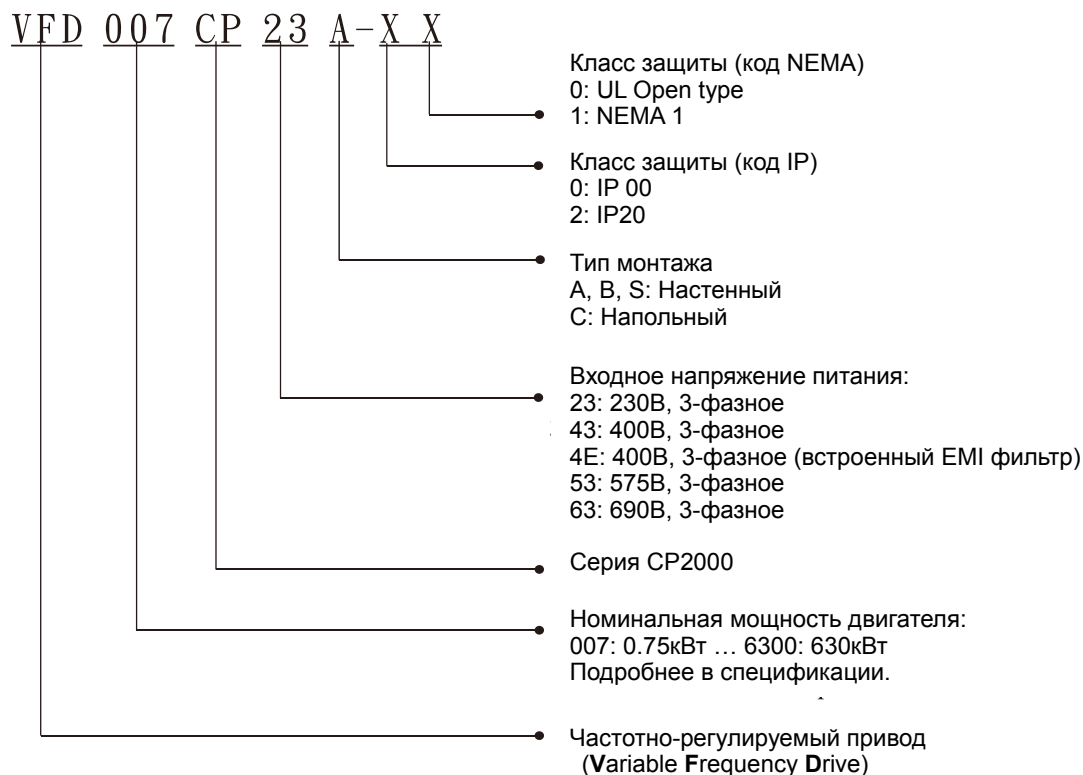 VFD 007 CP 23 A-X X
Класс защиты (код NEMA)
0: UL Open type
1: NEMA 1
Класс защиты (код IP)
0: IP 00
2: IP20
Тип монтажа
A, B, S: Настенный
C: Напольный
Входное напряжение питания:
23: 230В, 3-фазное
43: 400В, 3-фазное
4E: 400В, 3-фазное (встроенный EMI фильтр)
53: 575В, 3-фазное
63: 690В, 3-фазное
Серия CP2000
Номинальная мощность двигателя:
007: 0.75кВт … 6300: 630кВт
Подробнее в спецификации.
Частотно-регулируемый привод
(Variable Frequency Drive)